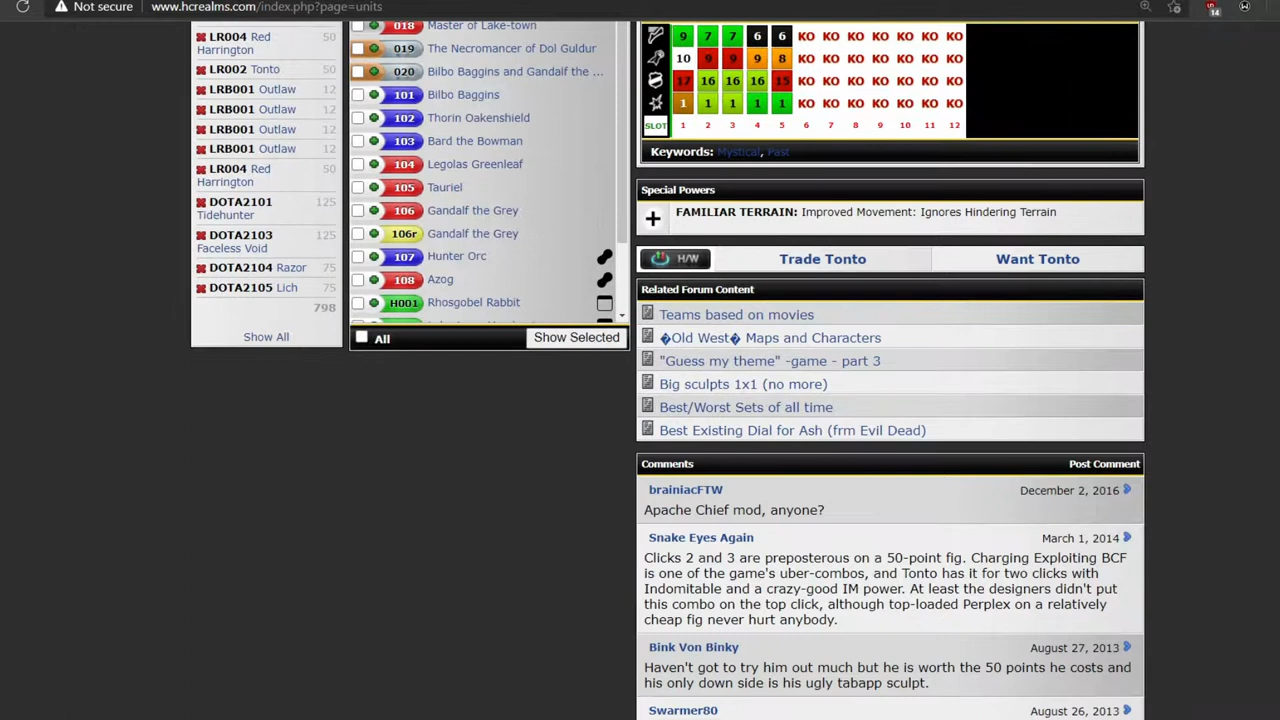 Not secure www.hcrealms.com/index.php?page=units
14
LR004 Red Harrington 50
LR002 Tonto 50
LRB001 Outlaw 12
LRB001 Outlaw 12
LRB001 Outlaw 12
LRB001 Outlaw 12
LR004 Red Harrington 50
DOTA2101 Tidehunter 125
DOTA2103 Faceless Void 125
DOTA2104 Razor 75
DOTA2105 Lich 75
798
Show All
018 Master of Lake-town
019 The Necromancer of Dol Guldur
020 Bilbo Baggins and Gandalf the ...
101 Bilbo Baggins
102 Thorin Oakenshield
103 Bard the Bowman
104 Legolas Greenleaf
105 Tauriel
106 Gandalf the Grey
106r Gandalf the Grey
107 Hunter Orc
108 Azog
H001 Rhosgobel Rabbit
All Show Selected
9 7 7 6 6 KO KO KO KO KO KO KO
10 9 9 9 8 KO KO KO KO KO KO KO
17 16 16 16 15 KO KO KO KO KO KO KO
1 1 1 1 1 KO KO KO KO KO KO KO
SLOT 1 2 3 4 5 6 7 8 9 10 11 12
Keywords: Mystical, Past
Special Powers
FAMILIAR TERRAIN: Improved Movement: Ignores Hindering Terrain
H/W Trade Tonto Want Tonto
Related Forum Content
Teams based on movies
�Old West� Maps and Characters
"Guess my theme" -game - part 3
Big sculpts 1x1 (no more)
Best/Worst Sets of all time
Best Existing Dial for Ash (frm Evil Dead)
Comments Post Comment
brainiacFTW December 2, 2016
Apache Chief mod, anyone?
Snake Eyes Again March 1, 2014
Clicks 2 and 3 are preposterous on a 50-point fig. Charging Exploiting BCF
is one of the game's uber-combos, and Tonto has it for two clicks with
Indomitable and a crazy-good IM power. At least the designers didn't put
this combo on the top click, although top-loaded Perplex on a relatively
cheap fig never hurt anybody.
Bink Von Binky August 27, 2013
Haven't got to try him out much but he is worth the 50 points he costs and
his only down side is his ugly tabapp sculpt.
Swarmer80 August 26, 2013